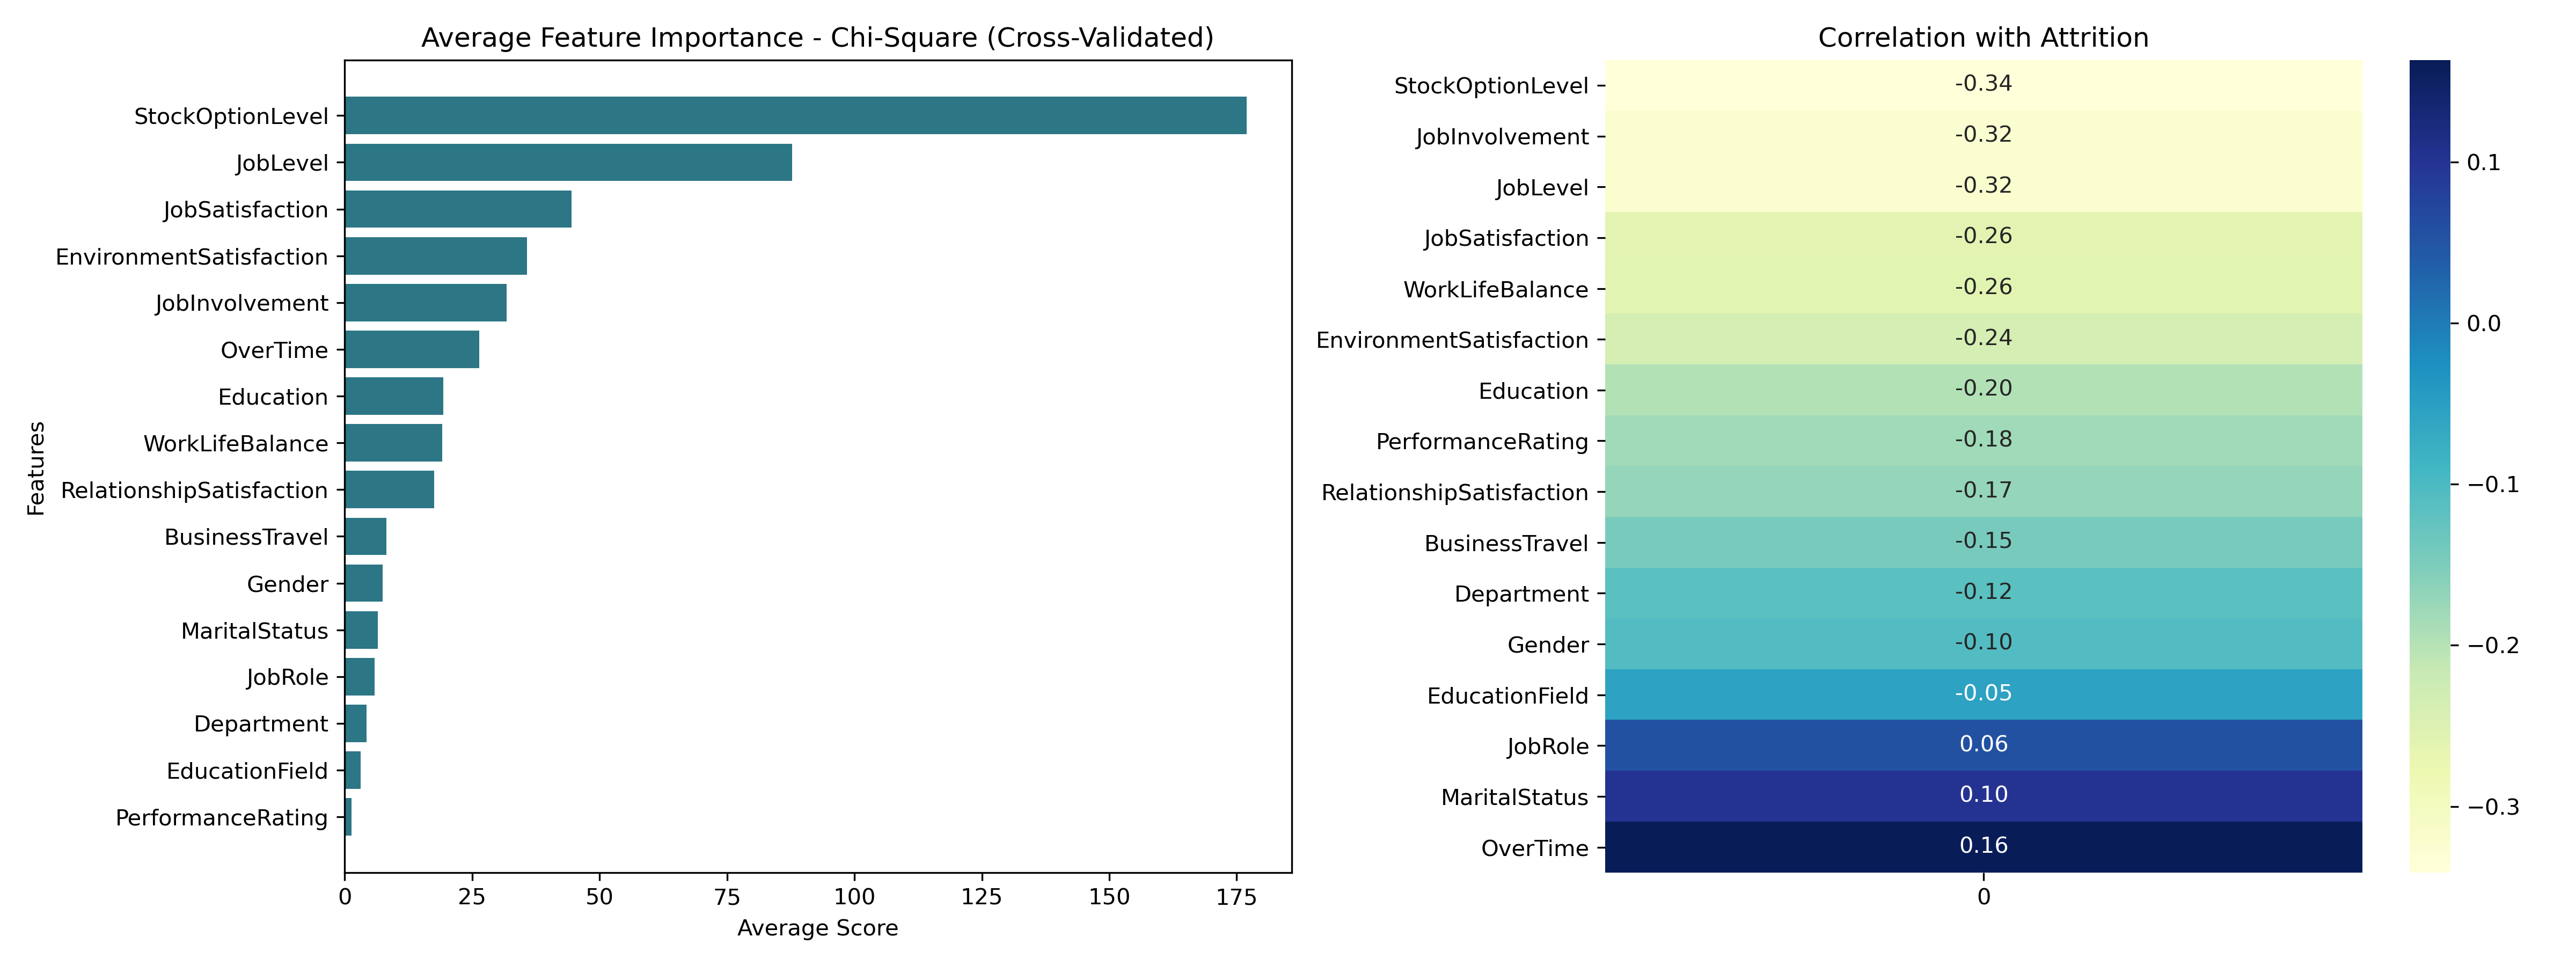 Average Feature Importance - Chi-Square (Cross-Validated)
Features
StockOptionLevel
JobLevel
JobSatisfaction
EnvironmentSatisfaction
JobInvolvement
OverTime
Education
WorkLifeBalance
RelationshipSatisfaction
BusinessTravel
Gender
MaritalStatus
JobRole
Department
EducationField
PerformanceRating
0 25 50 75 100 125 150 175
Average Score
Correlation with Attrition
StockOptionLevel -0.34
JobInvolvement -0.32
JobLevel -0.32
JobSatisfaction -0.26
WorkLifeBalance -0.26
EnvironmentSatisfaction -0.24
Education -0.20
PerformanceRating -0.18
RelationshipSatisfaction -0.17
BusinessTravel -0.15
Department -0.12
Gender -0.10
EducationField -0.05
JobRole 0.06
MaritalStatus 0.10
OverTime 0.16
0
0.1
0.0
−0.1
−0.2
−0.3